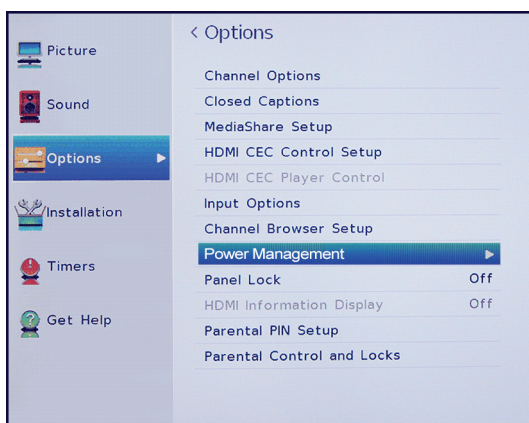 Picture
Sound
Options
Installation
Timers
Get Help
< Options
Channel Options
Closed Captions
MediaShare Setup
HDMI CEC Control Setup
HDMI CEC Player Control
Input Options
Channel Browser Setup
Power Management
Panel Lock Off
HDMI Information Display Off
Parental PIN Setup
Parental Control and Locks